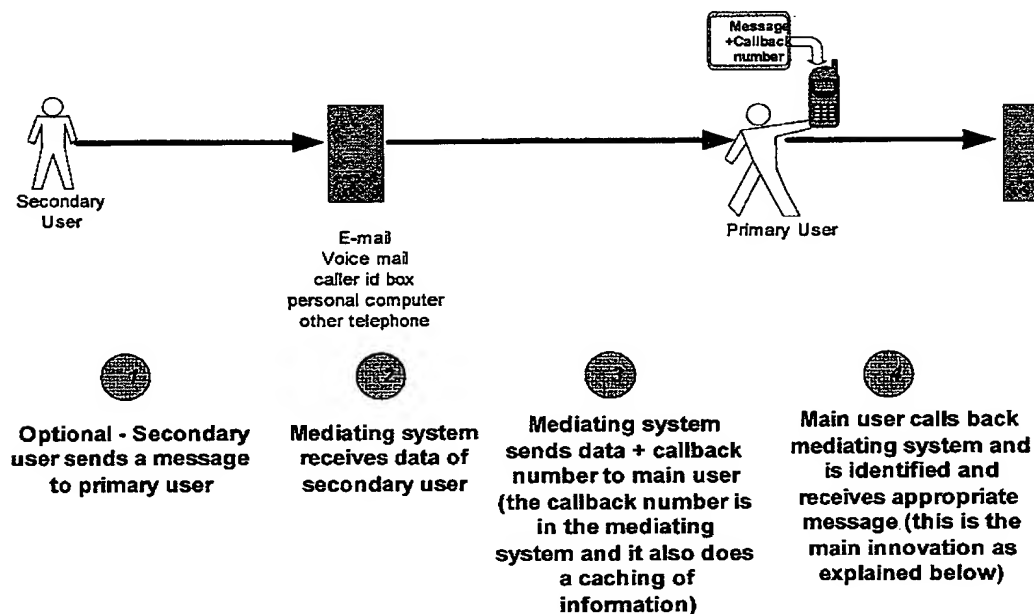 Message
+Callback
number
Secondary
User
E-mail
Voice mail
caller id box
personal computer
other telephone
Primary User
1
2
3
4
Optional - Secondary
user sends a message
to primary user
Mediating system
receives data of
secondary user
Mediating system
sends data + callback
number to main user
(the callback number is
in the mediating
system and it also does
a caching of
information)
Main user calls back
mediating system and
is identified and
receives appropriate
message (this is the
main innovation as
explained below)